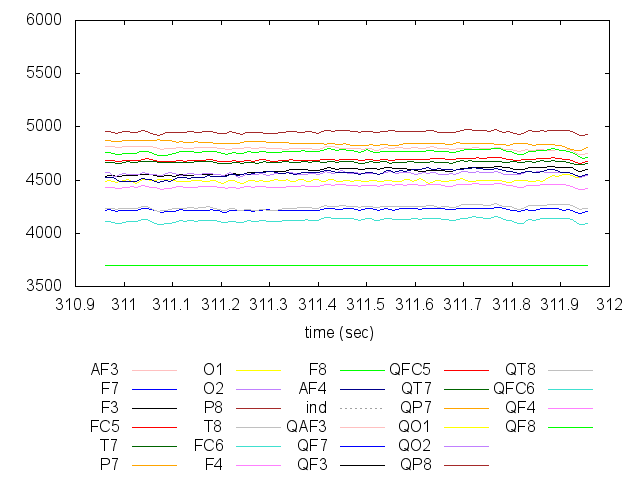 6000
5500
5000
4500
4000
3500
310.9 311 311.1 311.2 311.3 311.4 311.5 311.6 311.7 311.8 311.9 312
time (sec)
AF3 O1 F8 QFC5 QT8
F7 O2 AF4 QT7 QFC6
F3 P8 ind QP7 QF4
FC5 T8 QAF3 QO1 QF8
T7 FC6 QF7 QO2
P7 F4 QF3 QP8